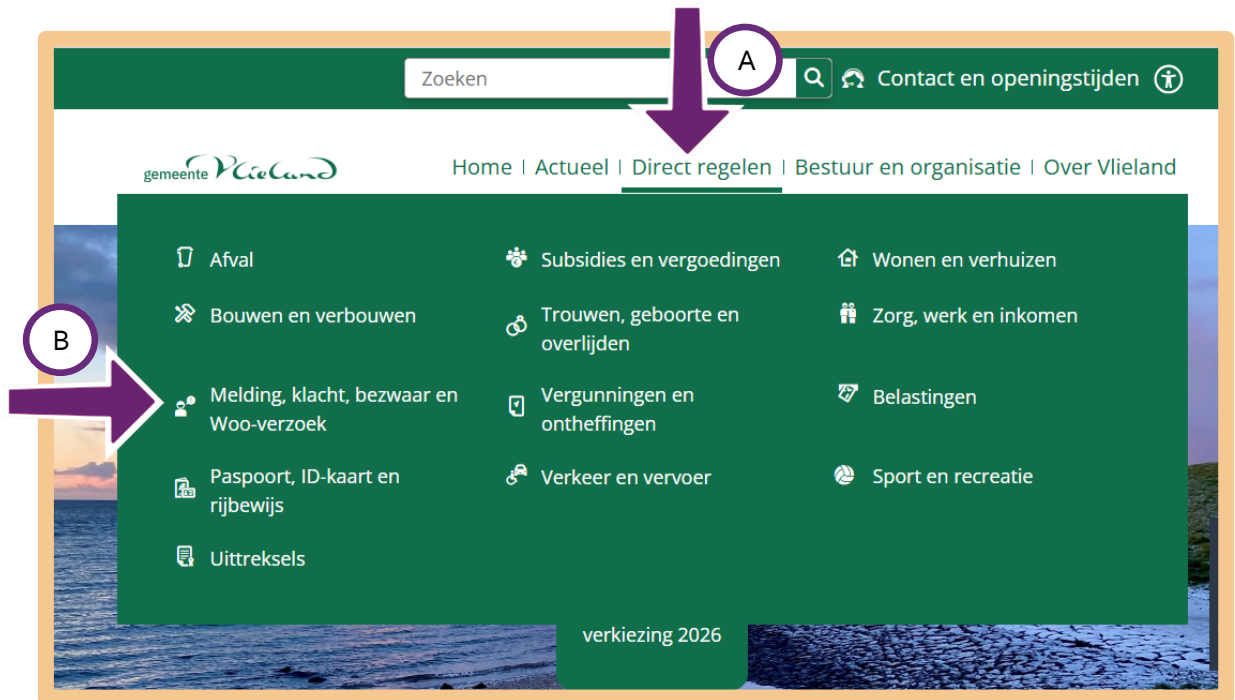 A
Zoeken
Contact en openingstijden
gemeente Vlieland
Home | Actueel | Direct regelen | Bestuur en organisatie | Over Vlieland
Afval
Subsidies en vergoedingen
Wonen en verhuizen
Bouwen en verbouwen
Trouwen, geboorte en
overlijden
Zorg, werk en inkomen
B
Melding, klacht, bezwaar en
Woo-verzoek
Vergunningen en
ontheffingen
Belastingen
Paspoort, ID-kaart en
rijbewijs
Verkeer en vervoer
Sport en recreatie
Uittreksels
verkiezing 2026